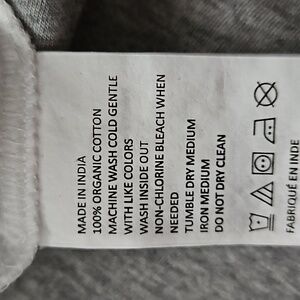 MADE IN INDIA
100% ORGANIC COTTON
MACHINE WASH COLD GENTLE
WITH LIKE COLORS
WASH INSIDE OUT
NON-CHLORINE BLEACH WHEN
NEEDED
TUMBLE DRY MEDIUM
IRON MEDIUM
DO NOT DRY CLEAN
FABRIQUÉ EN INDE